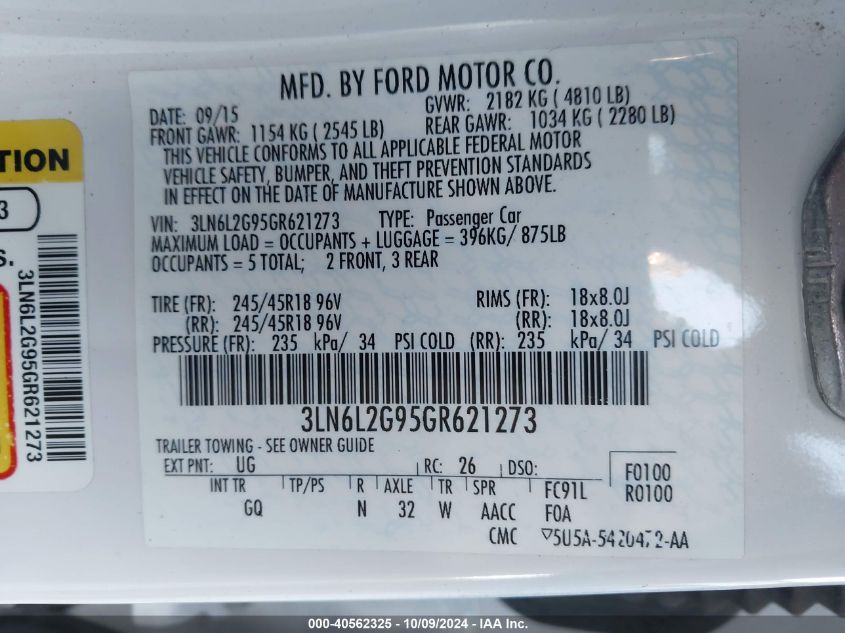 MFD. BY FORD MOTOR CO.
DATE: 09/15
GVWR: 2182 KG ( 4810 LB)
FRONT GAWR: 1154 KG ( 2545 LB)
REAR GAWR: 1034 KG ( 2280 LB)
THIS VEHICLE CONFORMS TO ALL APPLICABLE FEDERAL MOTOR
VEHICLE SAFETY, BUMPER, AND THEFT PREVENTION STANDARDS
IN EFFECT ON THE DATE OF MANUFACTURE SHOWN ABOVE.
VIN: 3LN6L2G95GR621273 TYPE: Passenger Car
MAXIMUM LOAD = OCCUPANTS + LUGGAGE = 396KG/ 875LB
OCCUPANTS = 5 TOTAL; 2 FRONT, 3 REAR
TIRE (FR): 245/45R18 96V RIMS (FR): 18x8.0J
(RR): 245/45R18 96V (RR): 18x8.0J
PRESSURE (FR): 235 kPa/ 34 PSI COLD (RR): 235 kPa/ 34 PSI COLD
3LN6L2G95GR621273
TRAILER TOWING - SEE OWNER GUIDE
EXT PNT: UG RC: 26 DSO:
F0100
R0100
INT TR TP/PS R AXLE TR SPR FC91L
GQ N 32 W AACC FOA
CMC ▽5U5A-5420472-AA
TION
3
S.
3LN6L2G95GR621273
000-40562325 - 10/09/2024 - IAA Inc.